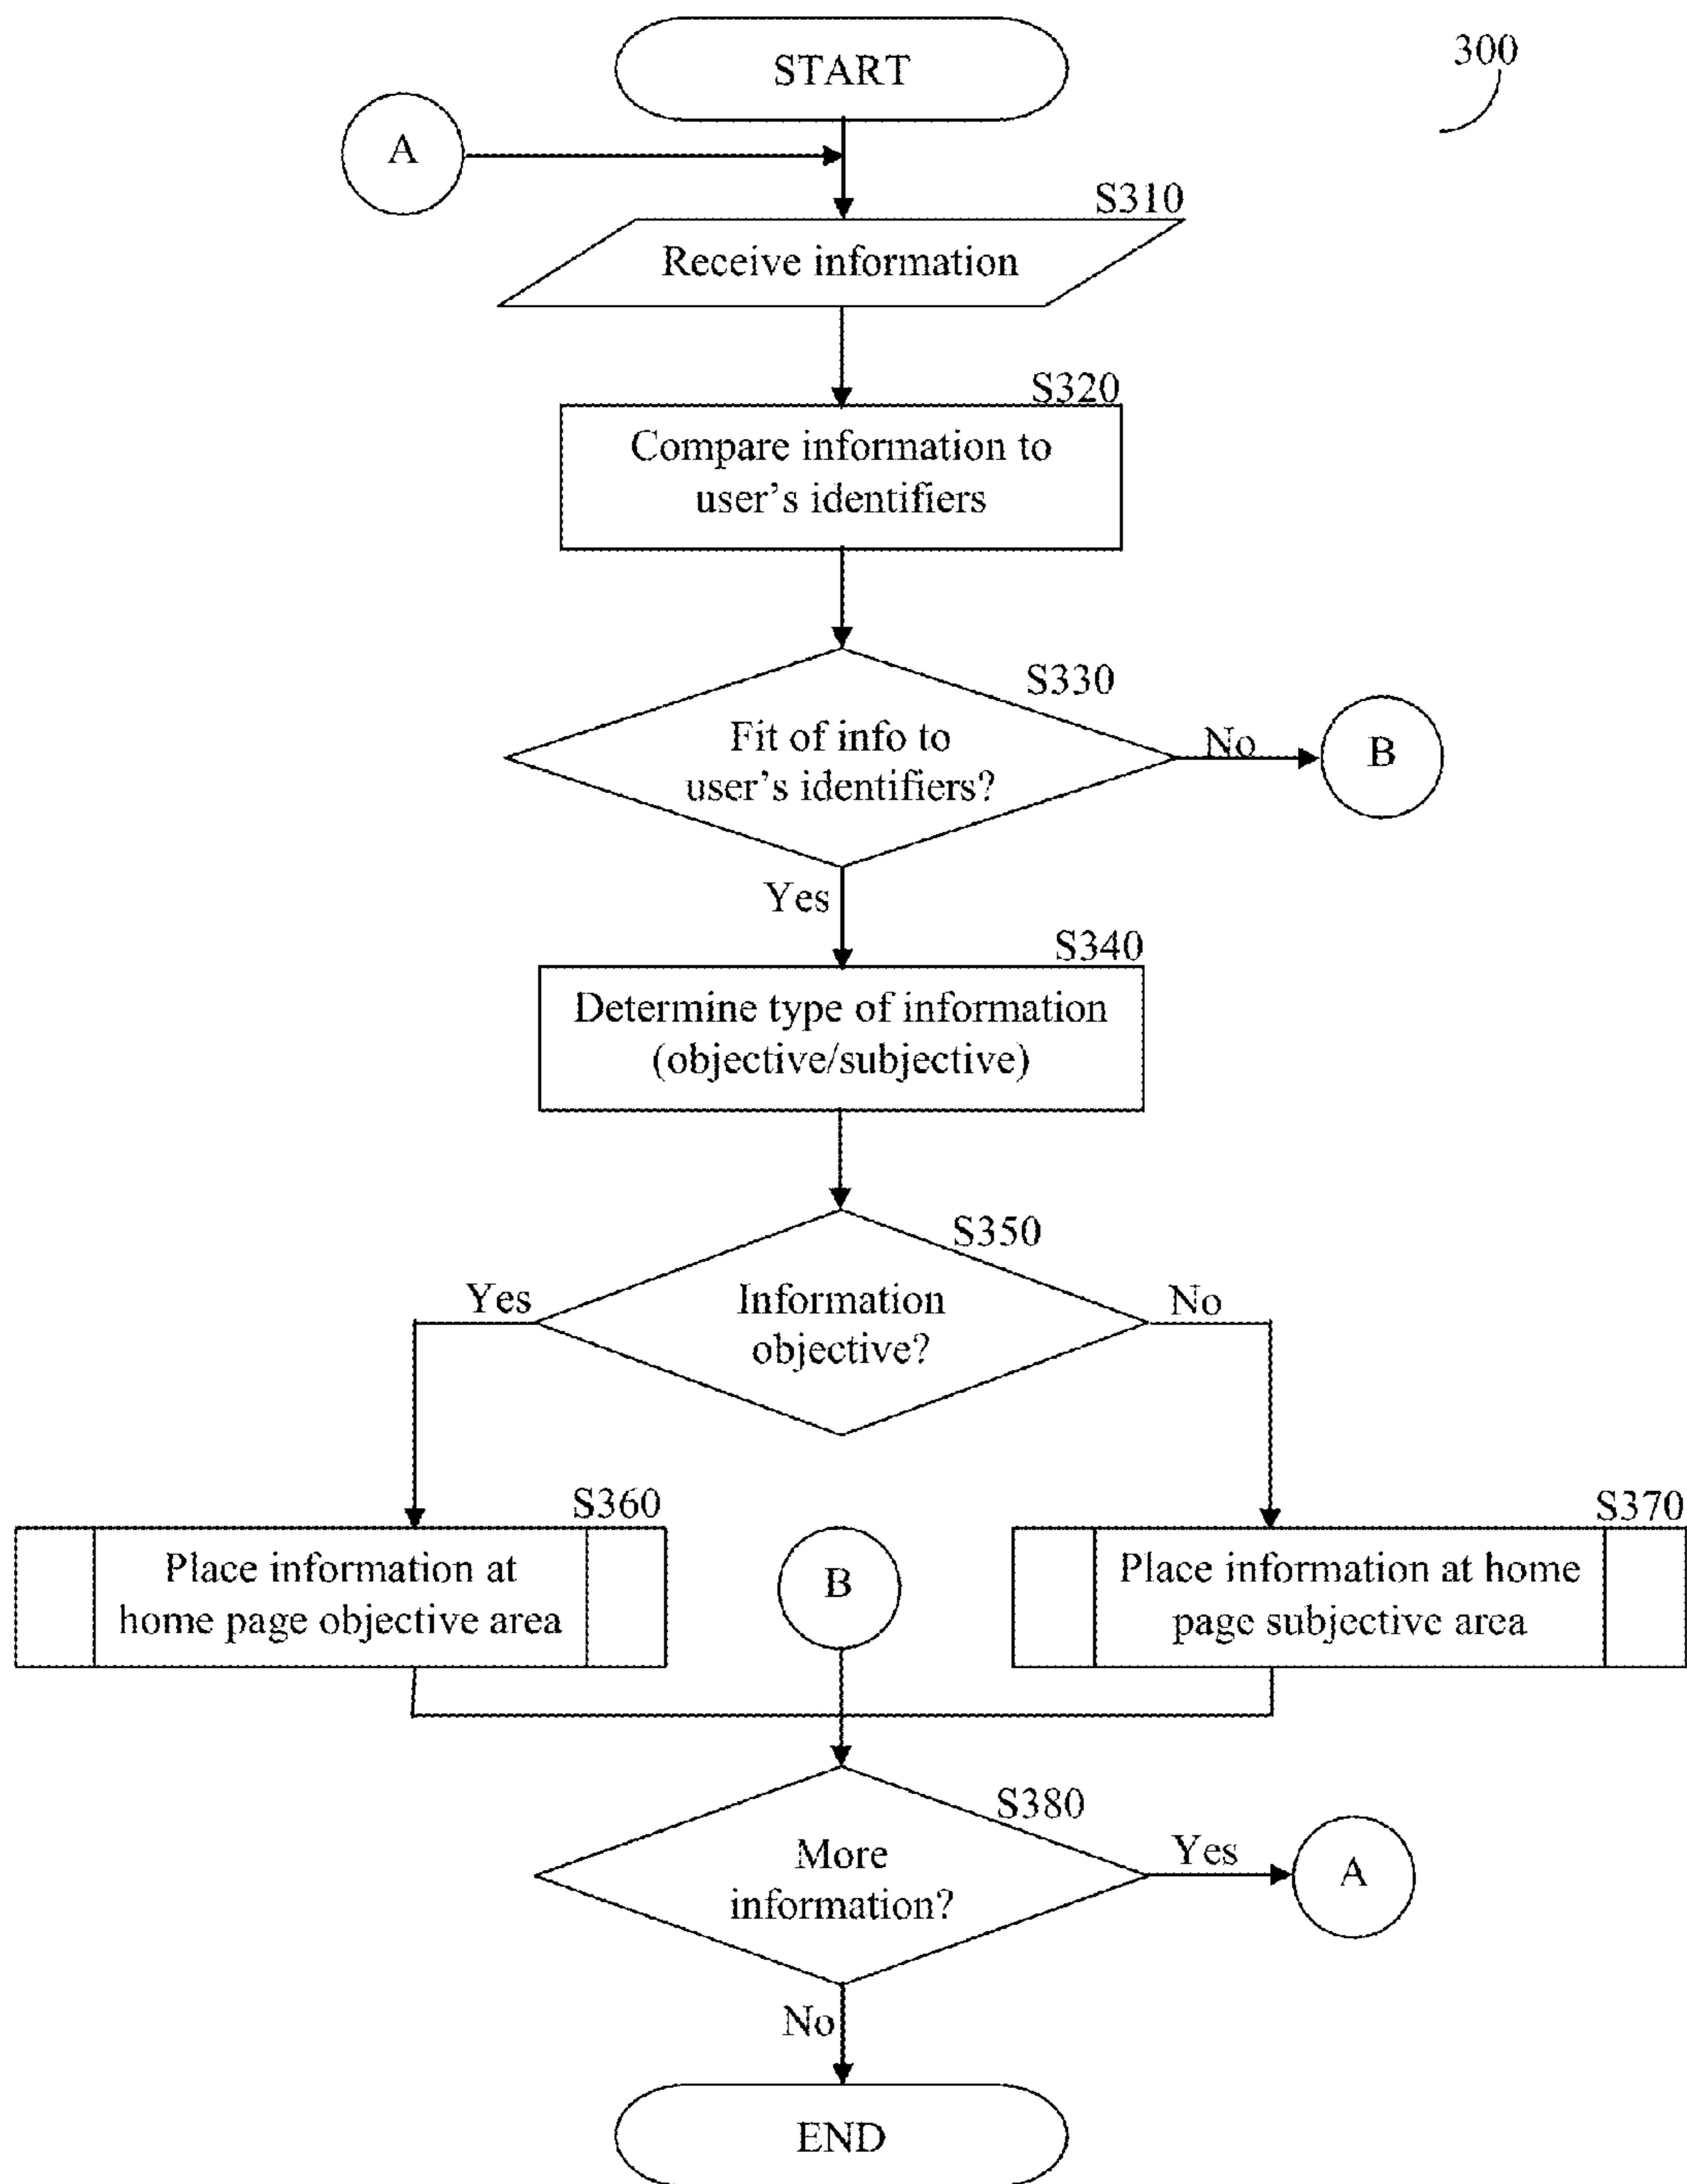 START
300
A
S310
Receive information
S320
Compare information to
user's identifiers
S330
Fit of info to
user's identifiers?
No
B
Yes
S340
Determine type of information
(objective/subjective)
S350
Yes
Information
objective?
No
S360
Place information at
home page objective area
B
S370
Place information at home
page subjective area
S380
More
information?
Yes
A
No
END